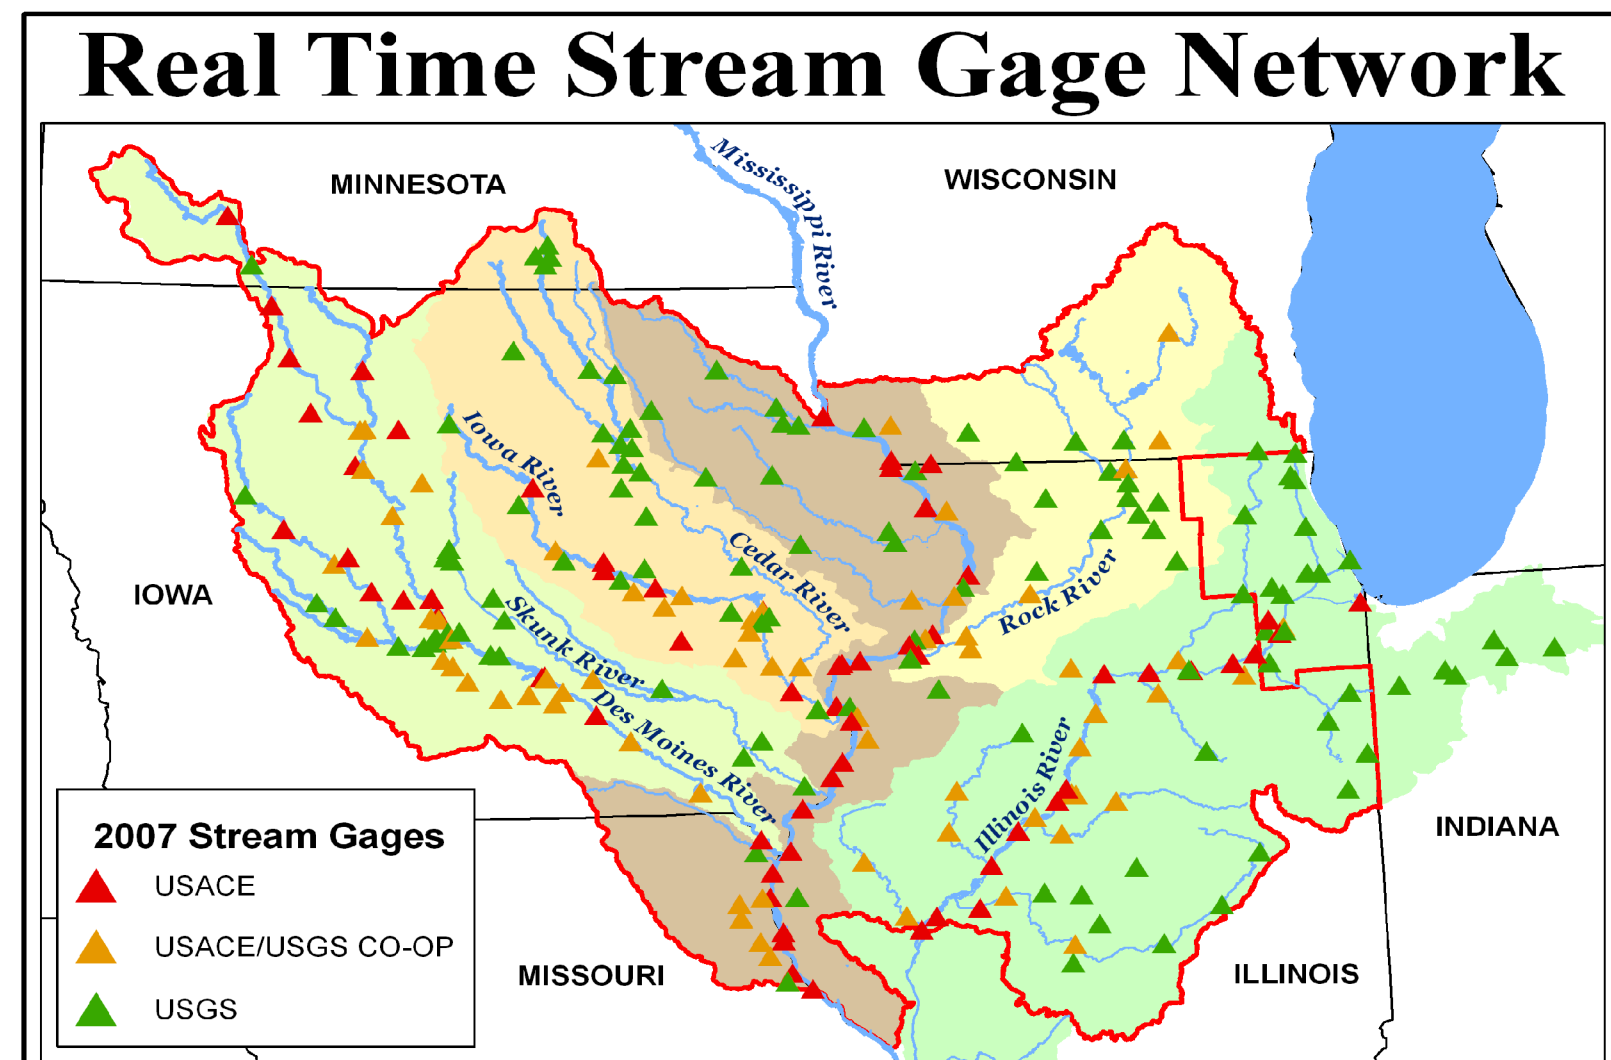 Real Time Stream Gage Network
MINNESOTA
WISCONSIN
Mississippi River
Iowa River
Cedar River
Rock River
IOWA
Skunk River
Des Moines River
Illinois River
INDIANA
2007 Stream Gages
USACE
USACE/USGS CO-OP
USGS
MISSOURI
ILLINOIS